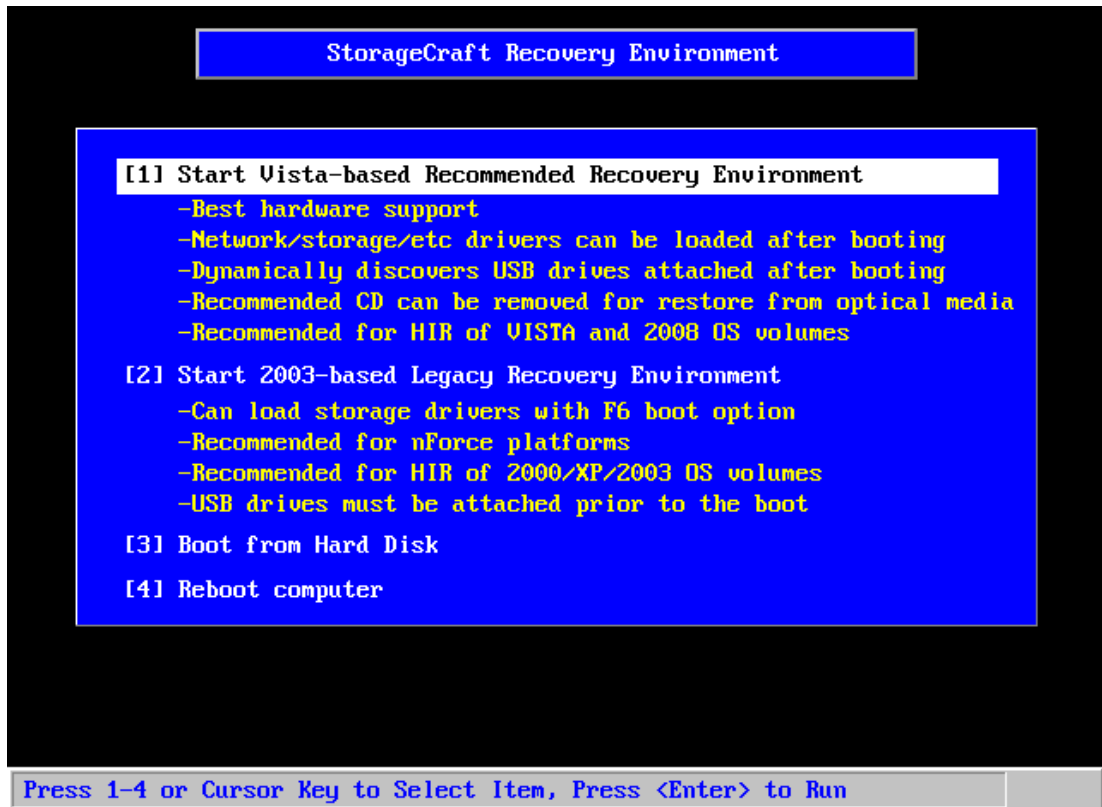 StorageCraft Recovery Environment
[1] Start Vista-based Recommended Recovery Environment
-Best hardware support
-Network/storage/etc drivers can be loaded after booting
-Dynamically discovers USB drives attached after booting
-Recommended CD can be removed for restore from optical media
-Recommended for HIR of VISTA and 2008 OS volumes
[2] Start 2003-based Legacy Recovery Environment
-Can load storage drivers with F6 boot option
-Recommended for nForce platforms
-Recommended for HIR of 2000/XP/2003 OS volumes
-USB drives must be attached prior to the boot
[3] Boot from Hard Disk
[4] Reboot computer
Press 1-4 or Cursor Key to Select Item, Press <Enter> to Run